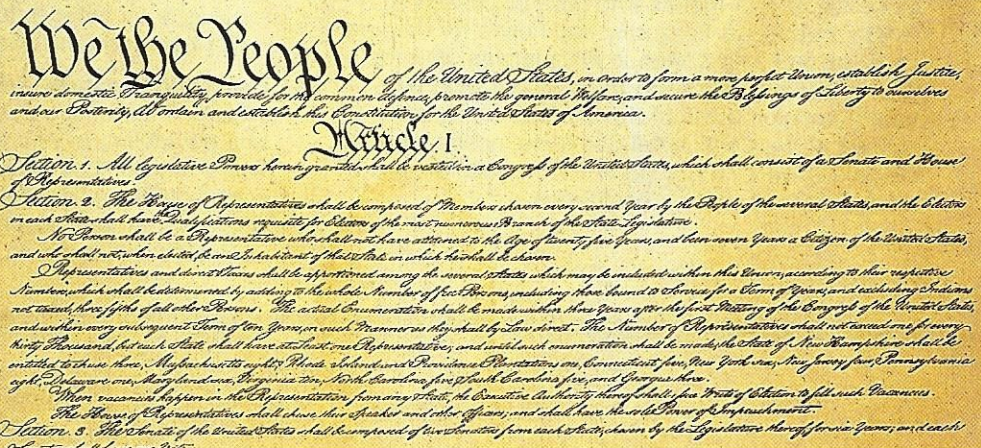 We the People of the United States, in order to form a more perfect Union, establish Justice,
insure domestic Tranquility, provide for the common defence, promote the general Welfare, and secure the Blessings of Liberty to ourselves
and our Posterity, do ordain and establish this Constitution for the United States of America.
Article I.
Section 1. All legislative Powers herein granted shall be vested in a Congress of the United States, which shall consist of a Senate and House
of Representatives.
Section 2. The House of Representatives shall be composed of Members chosen every second Year by the People of the several States, and the Electors
in each State shall have Qualifications requisite for Electors of the most numerous Branch of the State Legislature.
No Person shall be a Representative who shall not have attained to the Age of twenty five Years, and been seven Years a Citizen of the United States,
and who shall not, when elected, be an Inhabitant of that State in which he shall be chosen.
Representatives and direct Taxes shall be apportioned among the several States which may be included within this Union, according to their respective
Numbers, which shall be determined by adding to the whole Number of free Persons, including those bound to Service for a Term of Years, and excluding Indians
not taxed, three fifths of all other Persons. The actual Enumeration shall be made within three Years after the first Meeting of the Congress of the United States,
and within every subsequent Term of ten Years, in such Manner as they shall by Law direct. The Number of Representatives shall not exceed one for every
thirty Thousand, but each State shall have at Least one Representative; and until such enumeration shall be made, the State of New Hampshire shall be
entitled to chuse three, Massachusetts eight, Rhode Island and Providence Plantations one, Connecticut five, New York six, New Jersey four, Pennsylvania
eight, Delaware one, Maryland six, Virginia ten, North Carolina five, South Carolina five, and Georgia three.
When vacancies happen in the Representation from any State, the Executive Authority thereof shall issue Writs of Election to fill such Vacancies.
The House of Representatives shall chuse their Speaker and other Officers; and shall have the sole Power of Impeachment.
Section 3. The Senate of the United States shall be composed of two Senators from each State, chosen by the Legislature thereof for six Years; and each